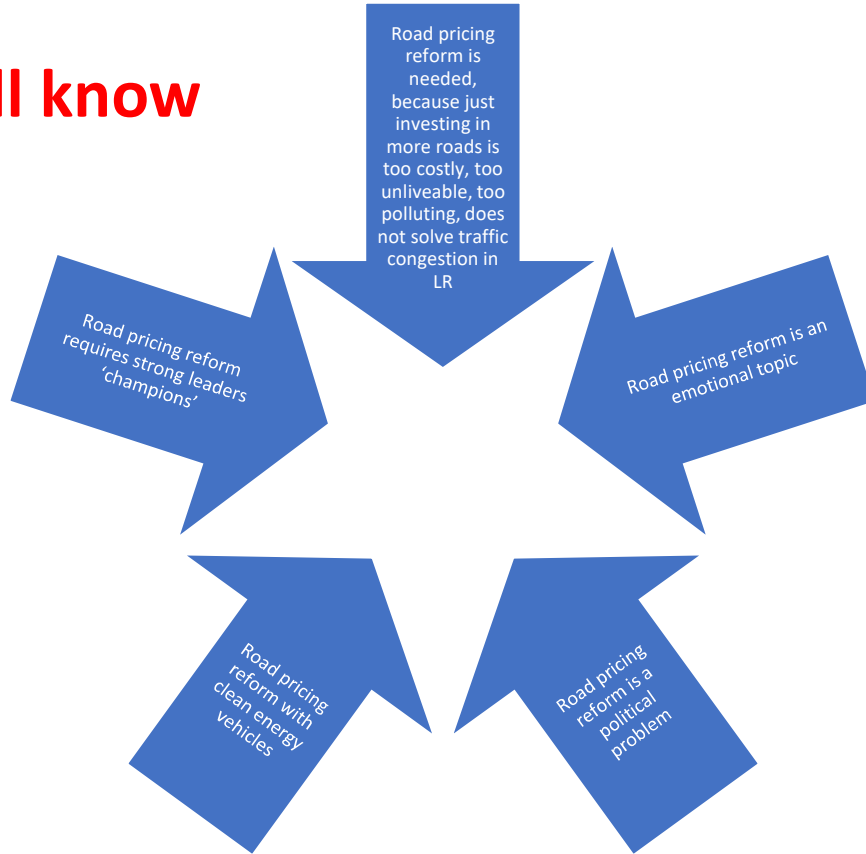 ll know
Road pricing
reform is
needed,
because just
investing in
more roads is
too costly, too
unliveable, too
polluting, does
not solve traffic
congestion in
LR
Road pricing reform is an
emotional topic
Road pricing
reform is a
political
problem
Road pricing
reform with
clean energy
vehicles
Road pricing reform
requires strong leaders
‘champions’